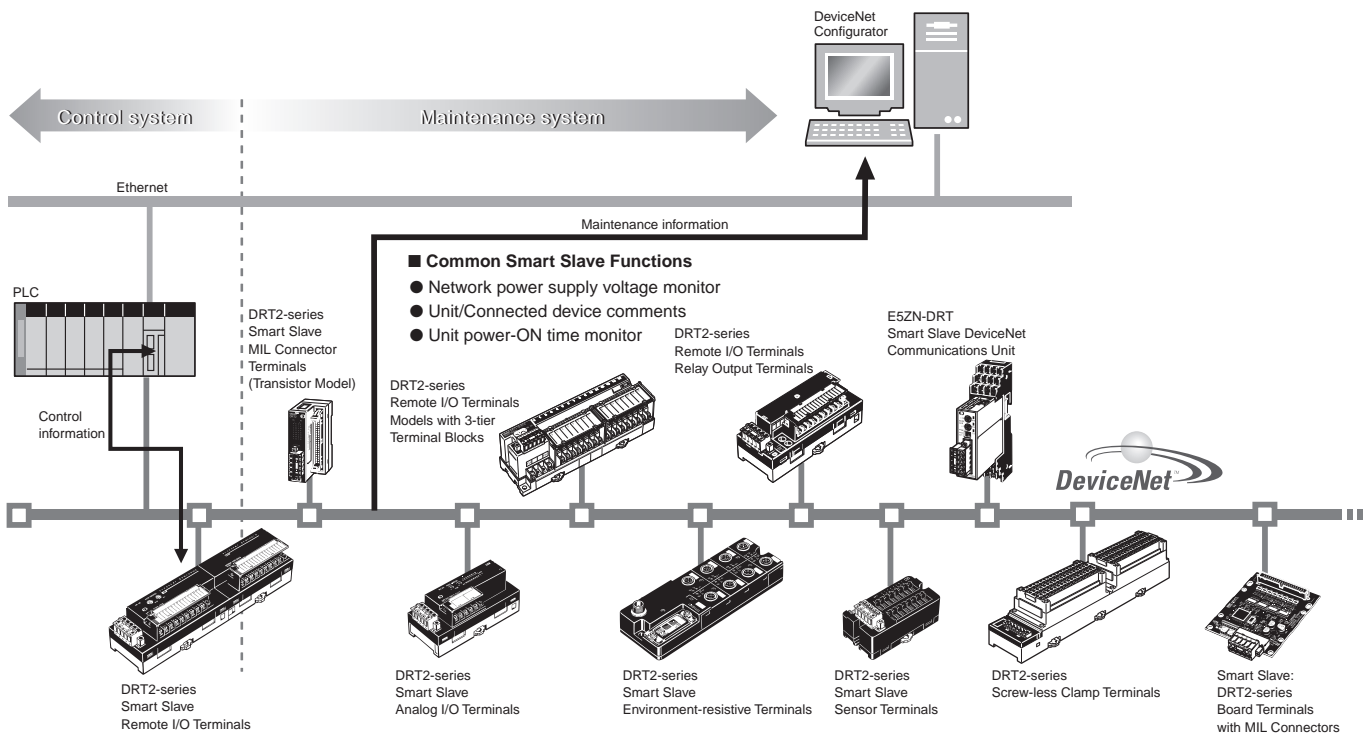 DeviceNet
Configurator
Control system
Maintenance system
Ethernet
Maintenance information
■ Common Smart Slave Functions
● Network power supply voltage monitor
● Unit/Connected device comments
● Unit power-ON time monitor
PLC
DRT2-series
Smart Slave
MIL Connector
Terminals
(Transistor Model)
DRT2-series
Remote I/O Terminals
Models with 3-tier
Terminal Blocks
DRT2-series
Remote I/O Terminals
Relay Output Terminals
E5ZN-DRT
Smart Slave DeviceNet
Communications Unit
Control
information
DeviceNet™
DRT2-series
Smart Slave
Remote I/O Terminals
DRT2-series
Smart Slave
Analog I/O Terminals
DRT2-series
Smart Slave
Environment-resistive Terminals
DRT2-series
Smart Slave
Sensor Terminals
DRT2-series
Screw-less Clamp Terminals
Smart Slave:
DRT2-series
Board Terminals
with MIL Connectors